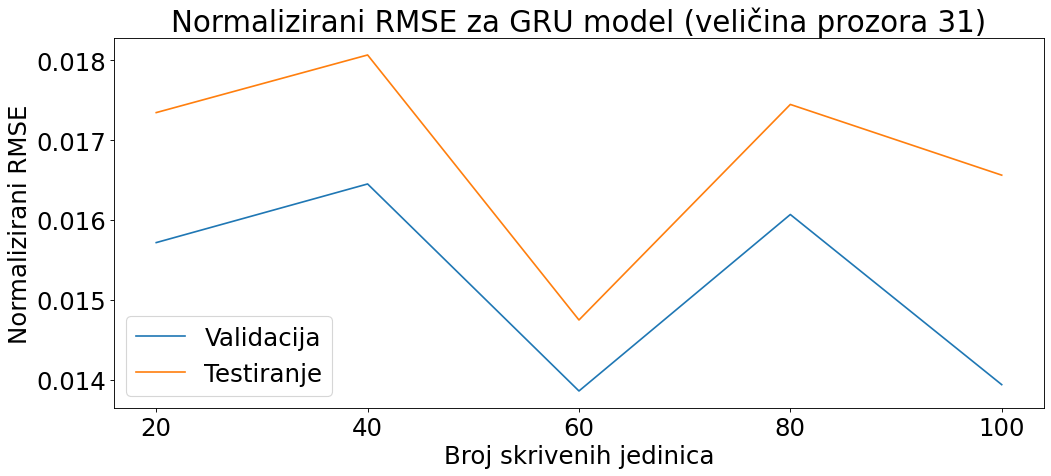 Normalizirani RMSE za GRU model (veličina prozora 31)
Normalizirani RMSE
0.018
0.017
0.016
0.015
0.014
Validacija
Testiranje
20 40 60 80 100
Broj skrivenih jedinica